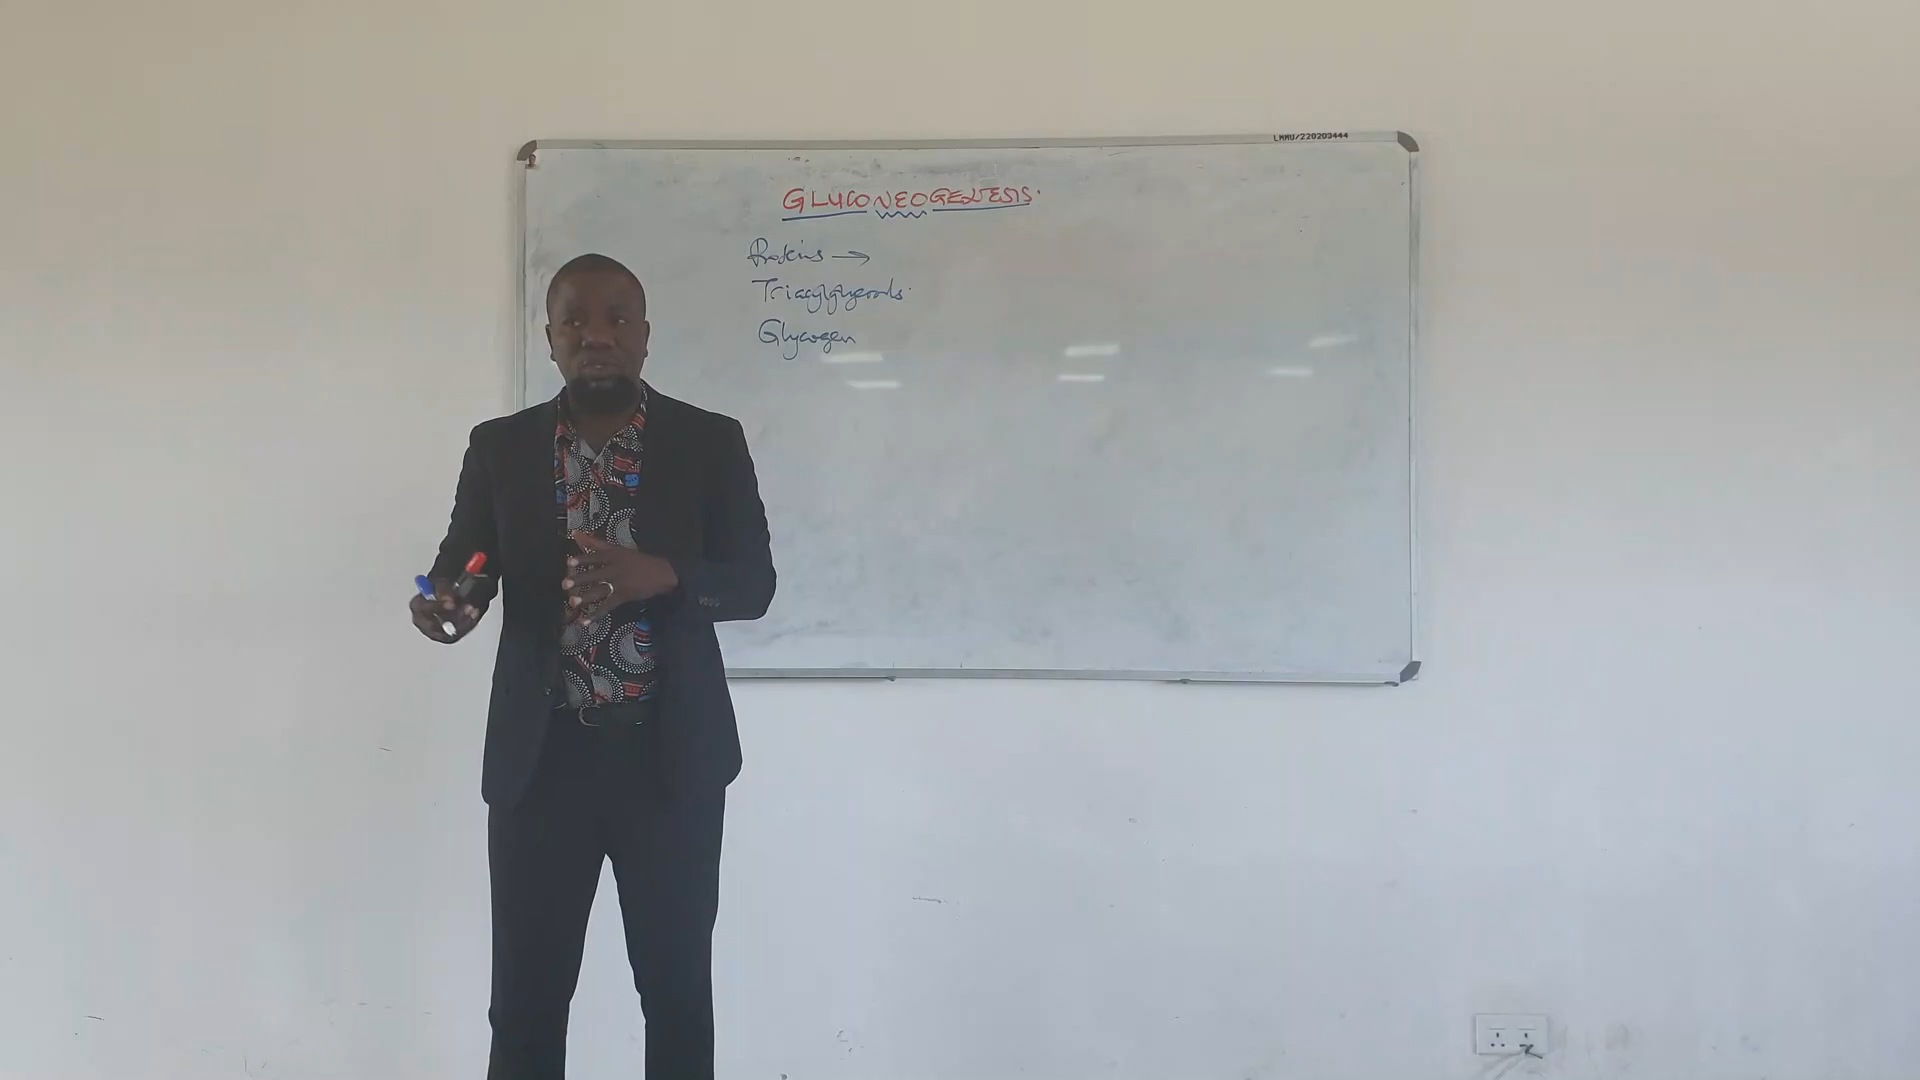 LMMU/220203444
GLUCONEOGENESIS.
Proteins →
Triacylglycerols.
Glycogen